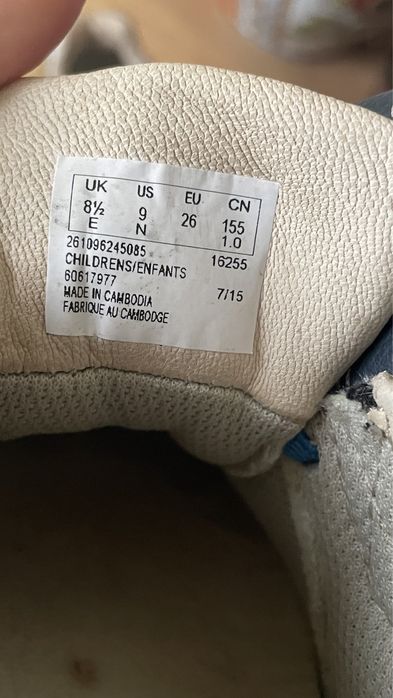 UK US EU CN
8½ 9 26 155
E N 1.0
261096245085 16255
CHILDRENS/ENFANTS
60617977
MADE IN CAMBODIA 7/15
FABRIQUE AU CAMBODGE